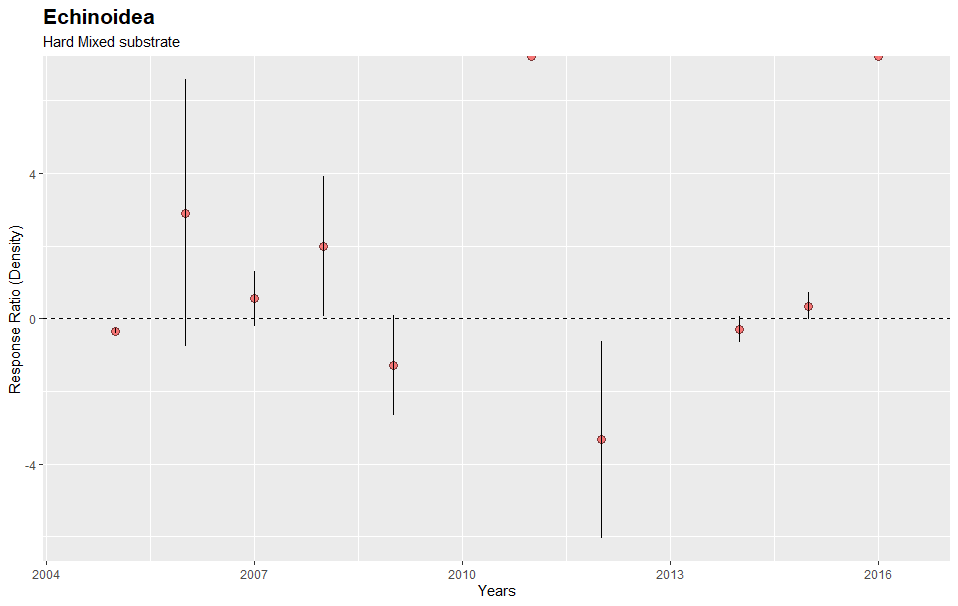 Echinoidea
Hard Mixed substrate
Response Ratio (Density)
4
0
-4
2004 2007 2010 2013 2016
Years